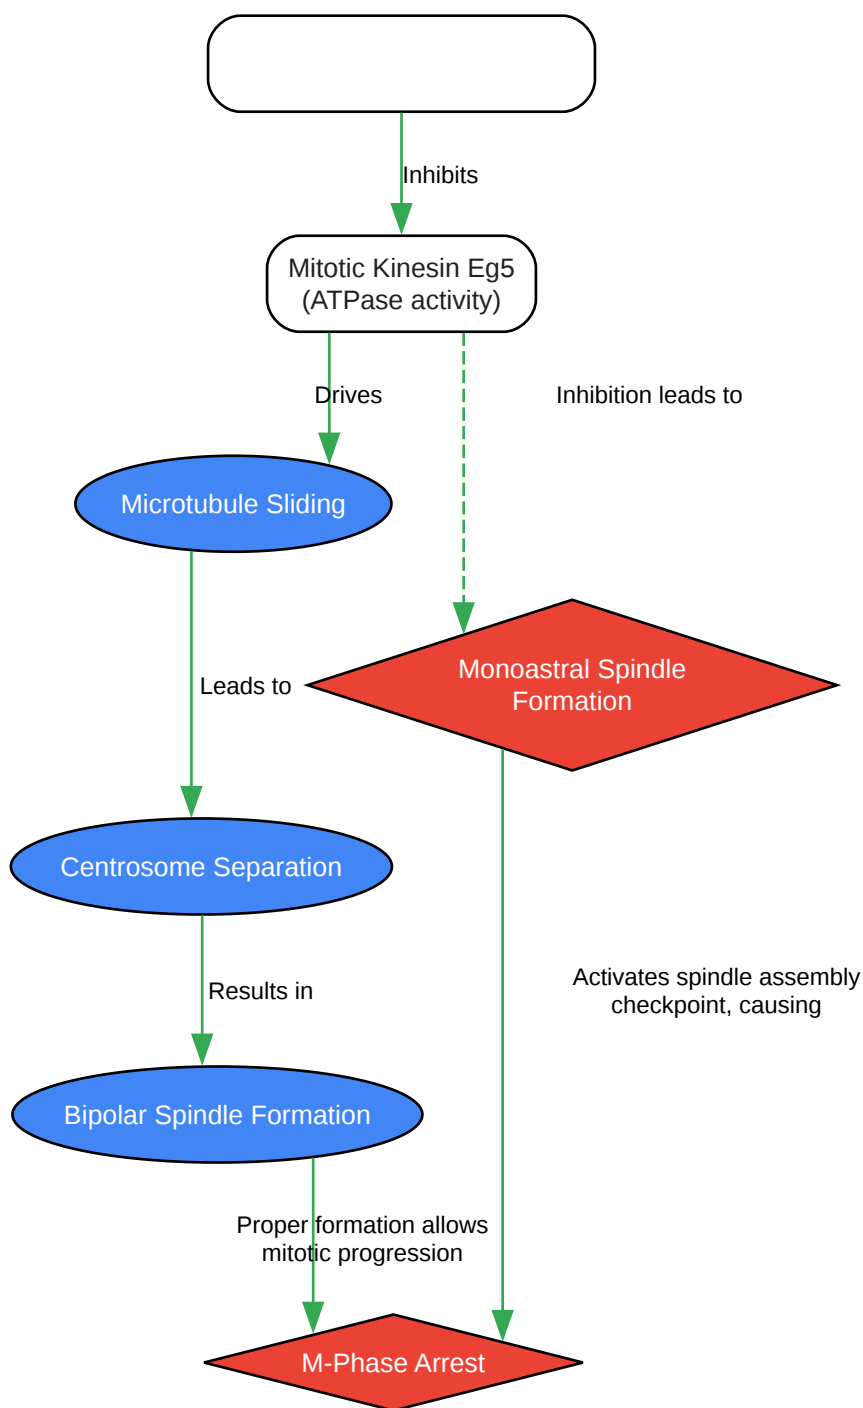 Inhibits
Mitotic Kinesin Eg5
(ATPase activity)
Drives
Inhibition leads to
Microtubule Sliding
Monoastral Spindle
Formation
Leads to
Centrosome Separation
Activates spindle assembly
checkpoint, causing
Results in
Bipolar Spindle Formation
Proper formation allows
mitotic progression
M-Phase Arrest